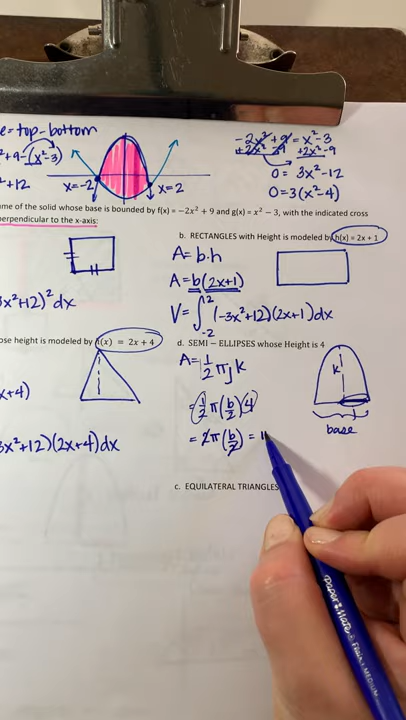 e = top - bottom
²+9 - (x²-3)
²+12
x=-2
x=2
-2x²+9 = x²-3
+2x²-9 +2x²-9
0 = 3x²-12
0=3(x²-4)
me of the solid whose base is bounded by f(x) = −2x² + 9 and g(x) = x² − 3, with the indicated cross
perpendicular to the x-axis:
3x²+12)² dx
b. RECTANGLES with Height is modeled by h(x) = 2x + 1
A = b·h
A = b(2x+1)
V = ∫₋₂² (-3x²+12)(2x+1)dx
ose height is modeled by h(x) = 2x + 4
x+4)
3x²+12)(2x+4)dx
d. SEMI – ELLIPSES whose Height is 4
A = ½πjk
= ½π(b/2)4
= 2π(b/2) =
k
base
c. EQUILATERAL TRIANGLES
Paper Mate